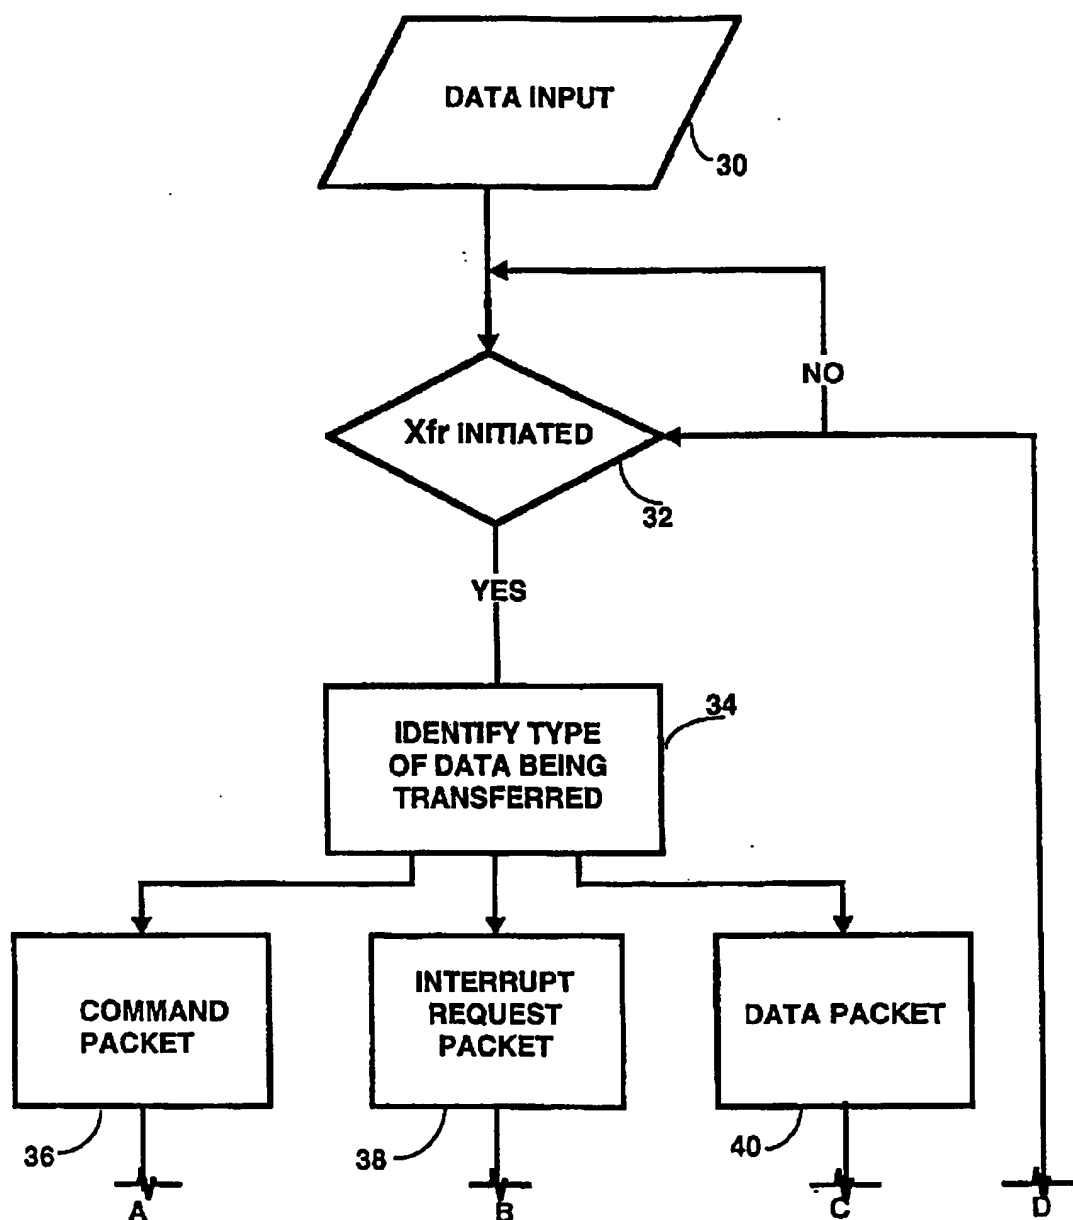 DATA INPUT
30
NO
Xfr INITIATED
32
YES
34
IDENTIFY TYPE
OF DATA BEING
TRANSFERRED
COMMAND
PACKET
INTERRUPT
REQUEST
PACKET
DATA PACKET
36
38
40
A
B
C
D